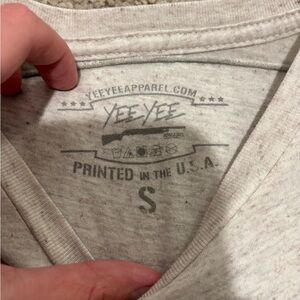 YEEYEEAPPAREL.COM
YEE YEE
PRINTED IN THE U.S.A.
S